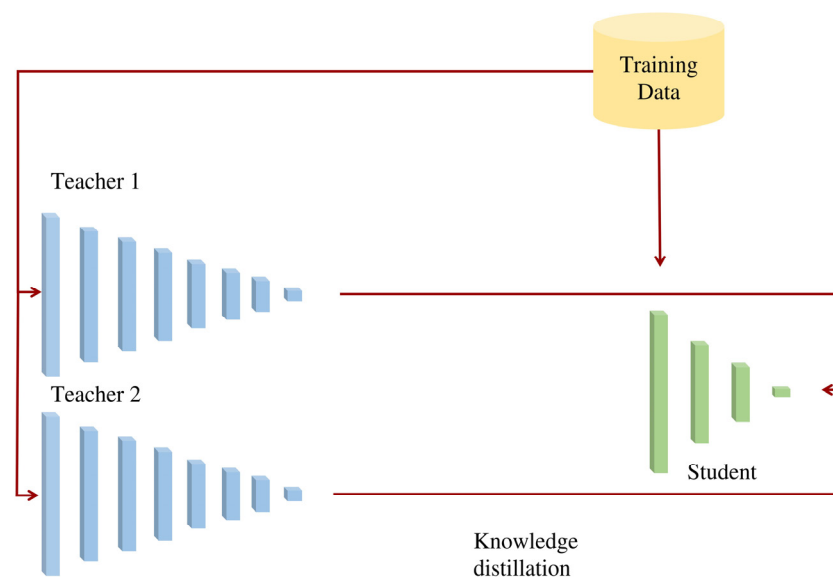 Training
Data
Teacher 1
Teacher 2
Student
Knowledge
distillation